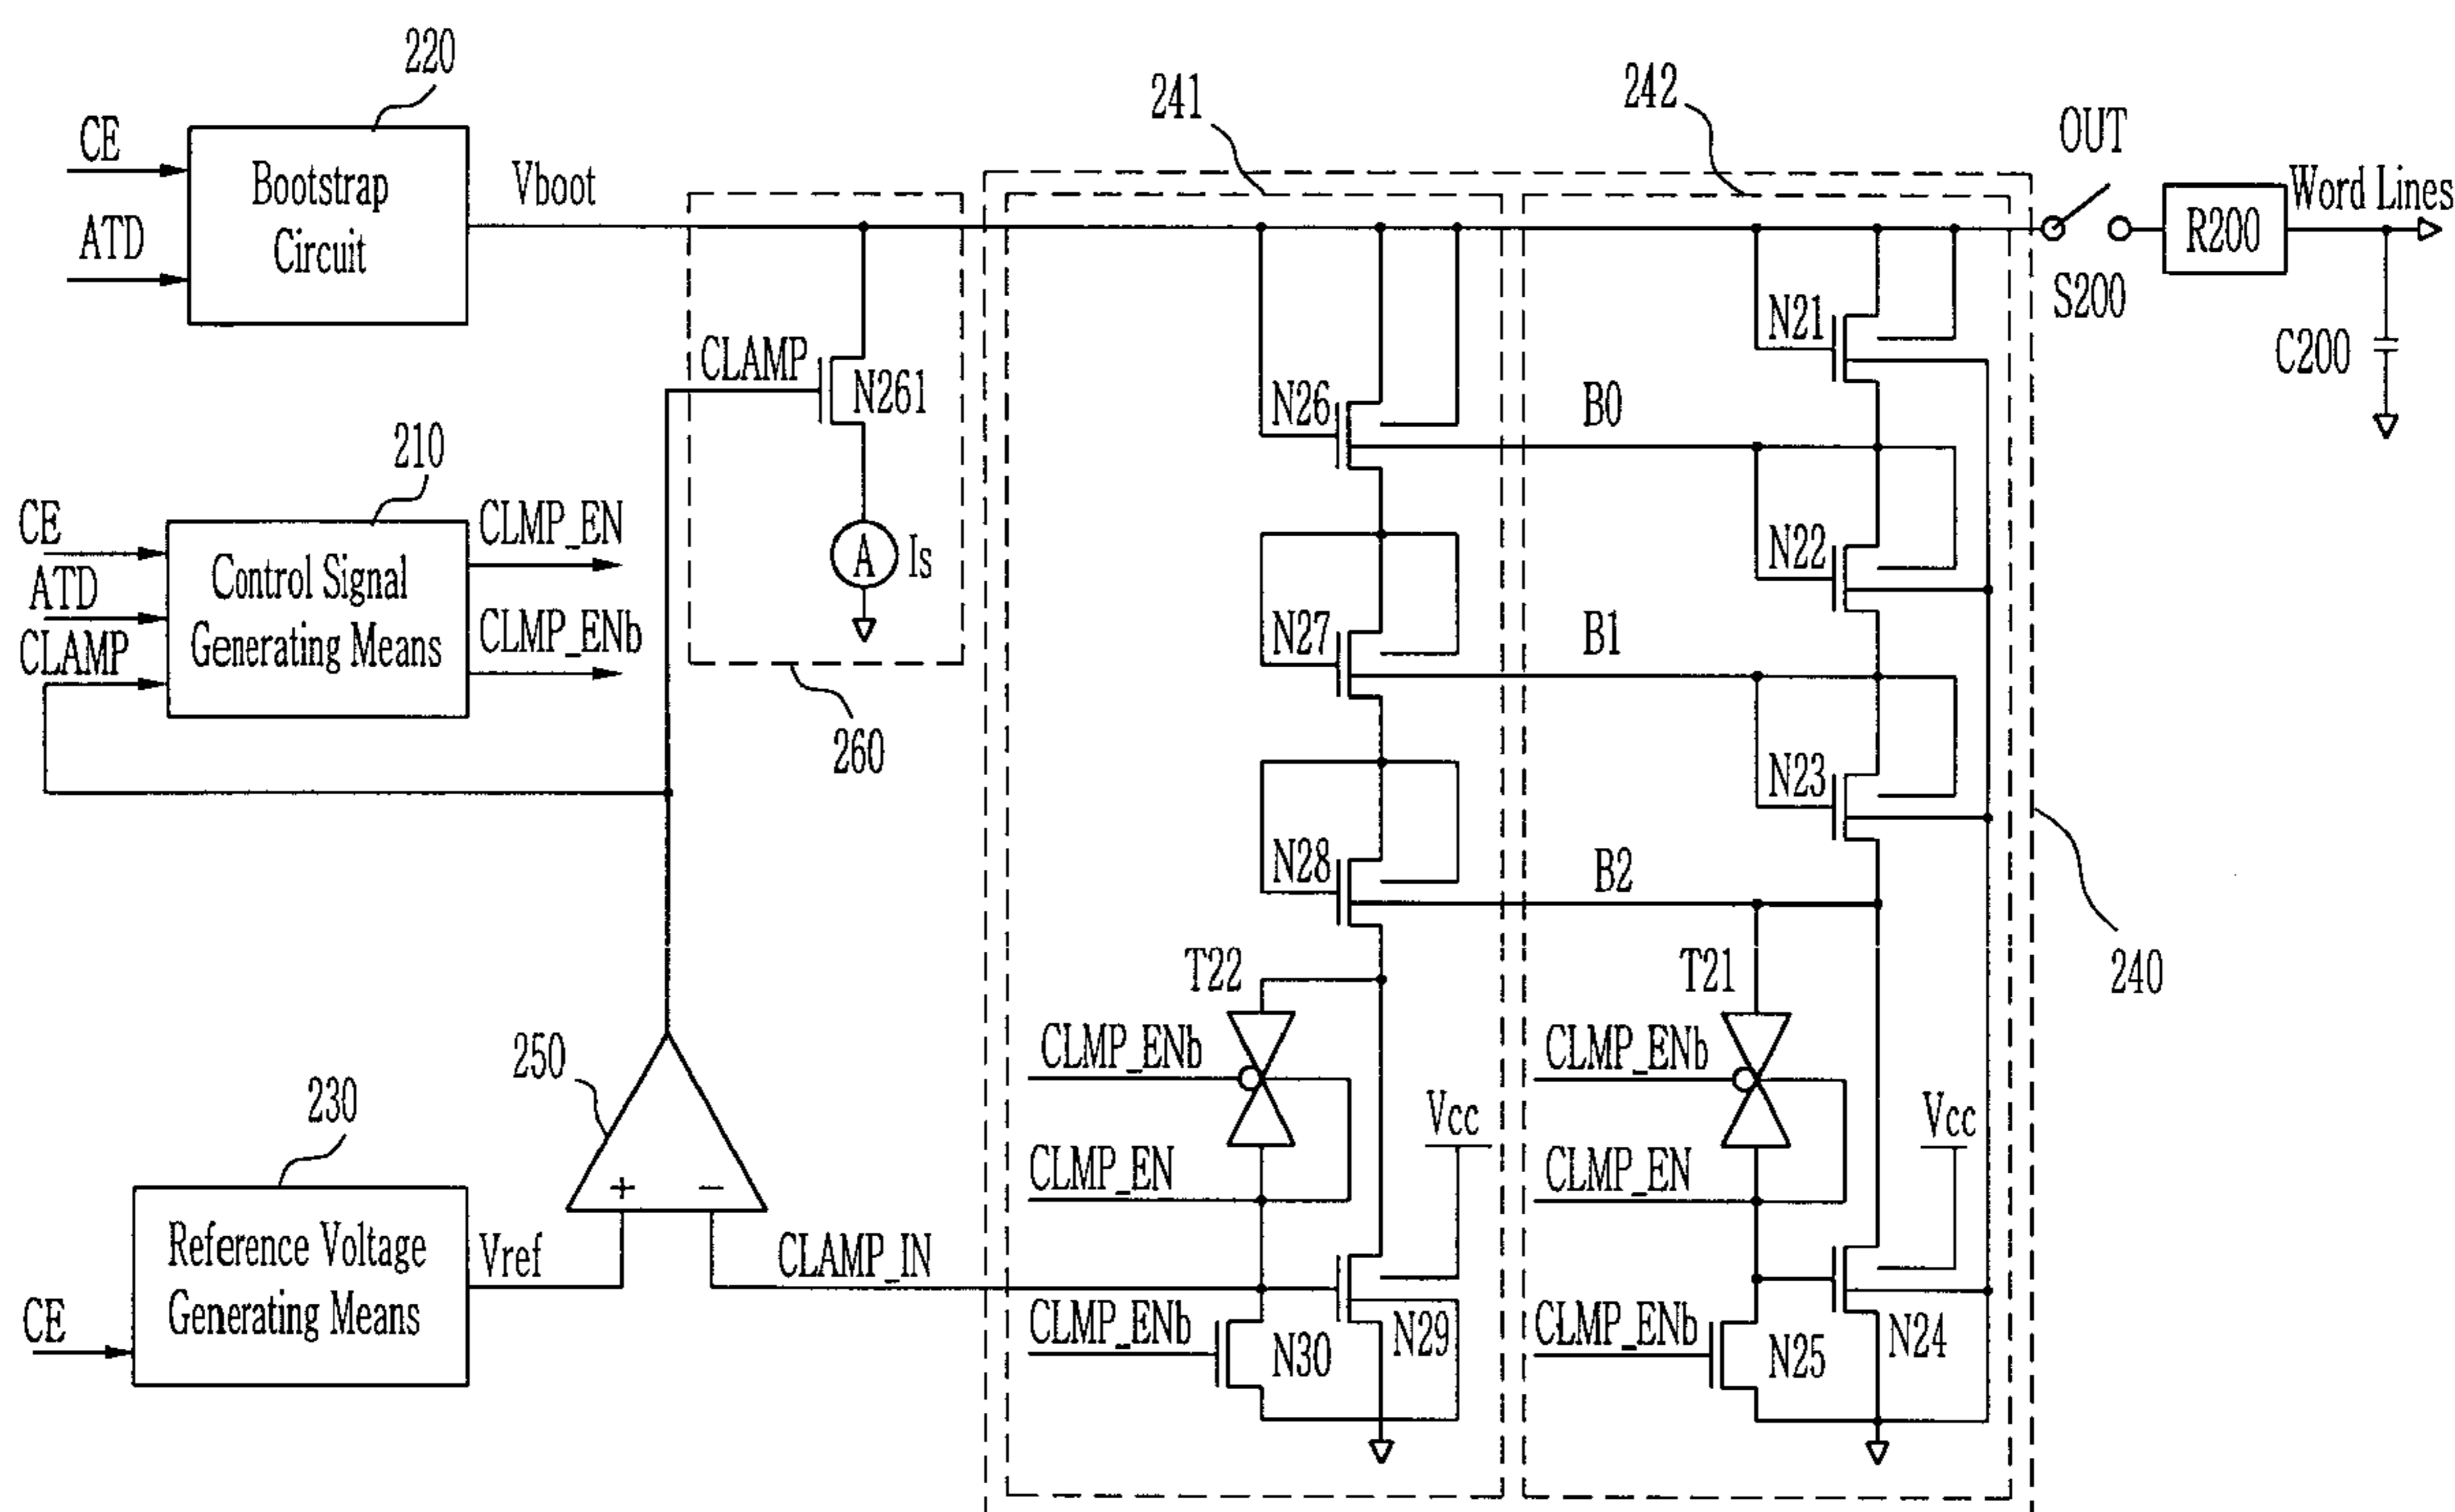 220
CE
ATD
Bootstrap
Circuit
Vboot
241
242
OUT
Word Lines
R200
S200
C200
CLAMP
N261
A
Is
260
210
CE
ATD
CLAMP
Control Signal
Generating Means
CLMP_EN
CLMP_ENb
N26
B0
N21
N27
B1
N22
N28
B2
N23
240
T22
T21
CLMP_ENb
CLMP_ENb
Vcc
Vcc
CLMP_EN
CLMP_EN
250
+
−
230
Reference Voltage
Generating Means
CE
Vref
CLAMP_IN
CLMP_ENb
N30
N29
CLMP_ENb
N25
N24